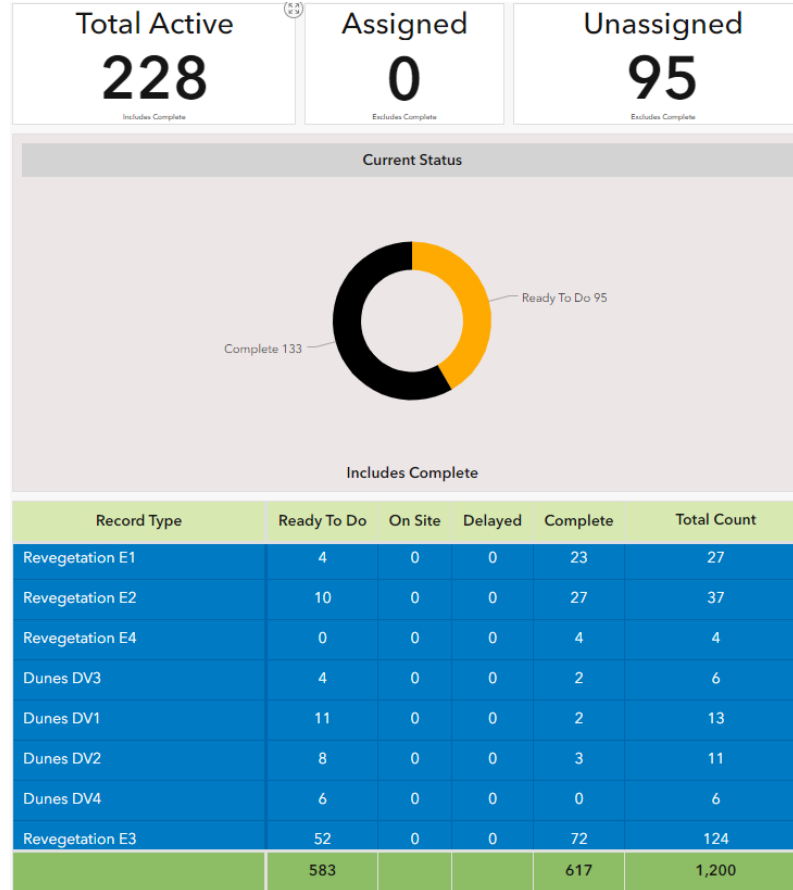 Total Active
228
Includes Complete
Assigned
0
Excludes Complete
Unassigned
95
Excludes Complete
Current Status
Ready To Do 95
Complete 133
Includes Complete
Record Type Ready To Do On Site Delayed Complete Total Count
Revegetation E1 4 0 0 23 27
Revegetation E2 10 0 0 27 37
Revegetation E4 0 0 0 4 4
Dunes DV3 4 0 0 2 6
Dunes DV1 11 0 0 2 13
Dunes DV2 8 0 0 3 11
Dunes DV4 6 0 0 0 6
Revegetation E3 52 0 0 72 124
583 617 1,200